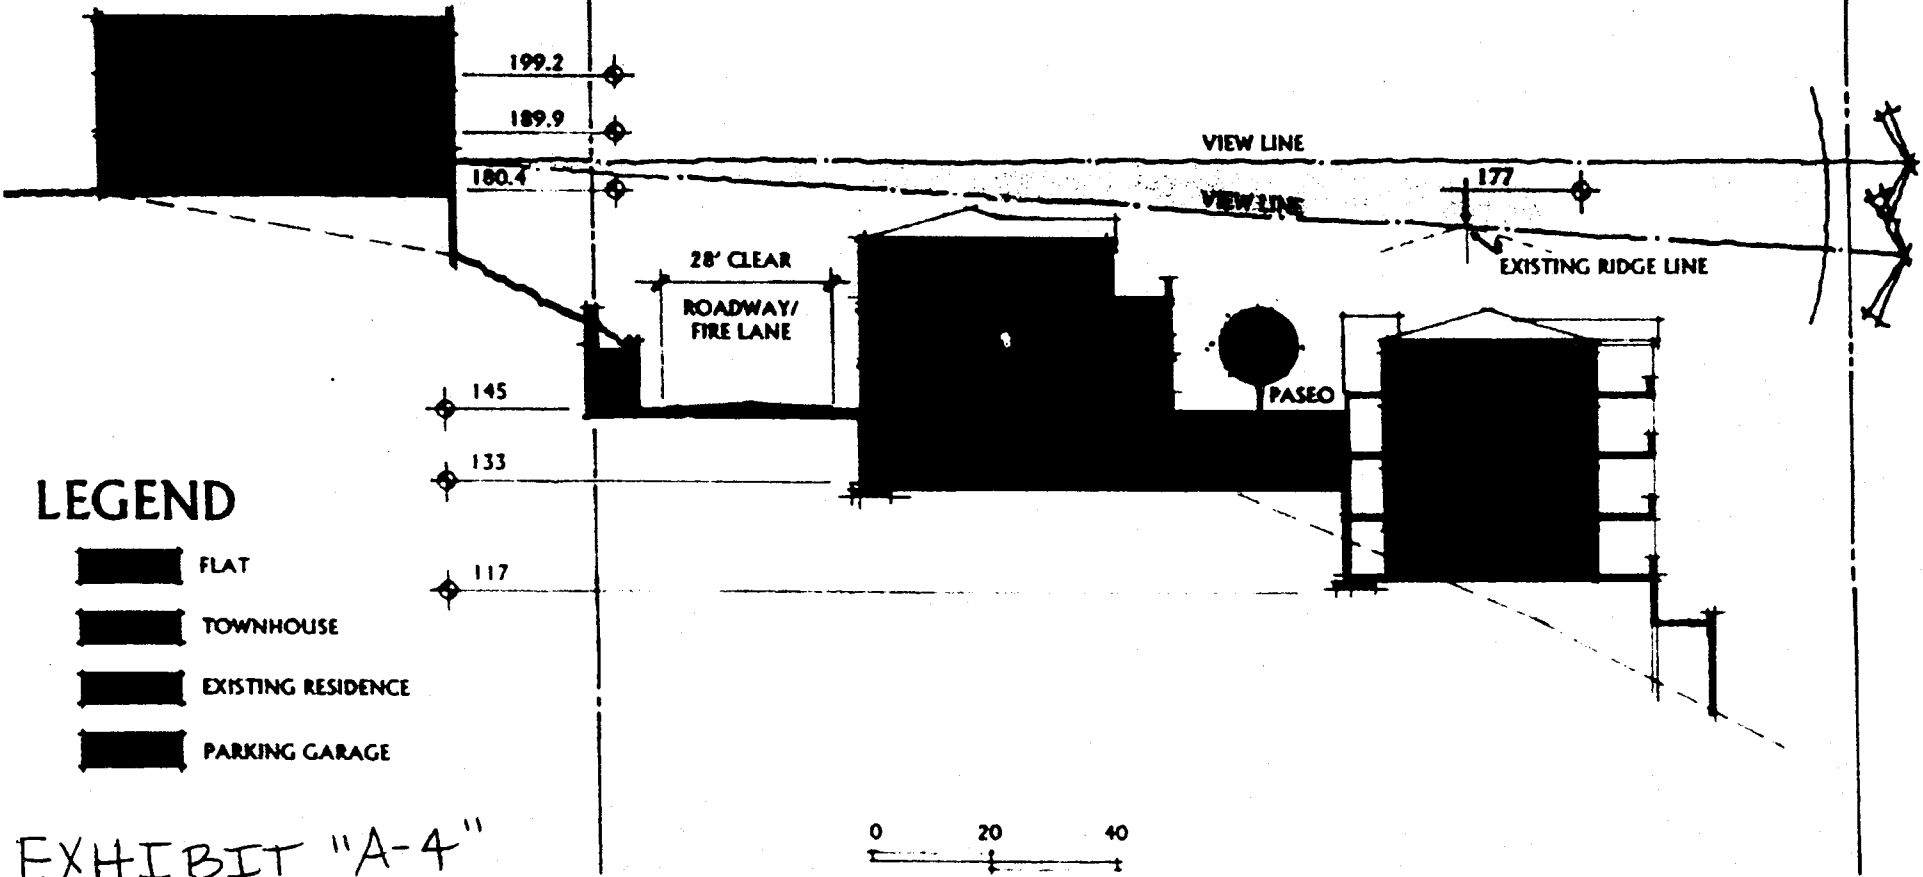 199.2
189.9
180.4
VIEW LINE
VIEW LINE
177
EXISTING RIDGE LINE
28' CLEAR
ROADWAY/
FIRE LANE
PASEO
145
133
117
LEGEND
FLAT
TOWNHOUSE
EXISTING RESIDENCE
PARKING GARAGE
EXHIBIT "A-4"
0 20 40